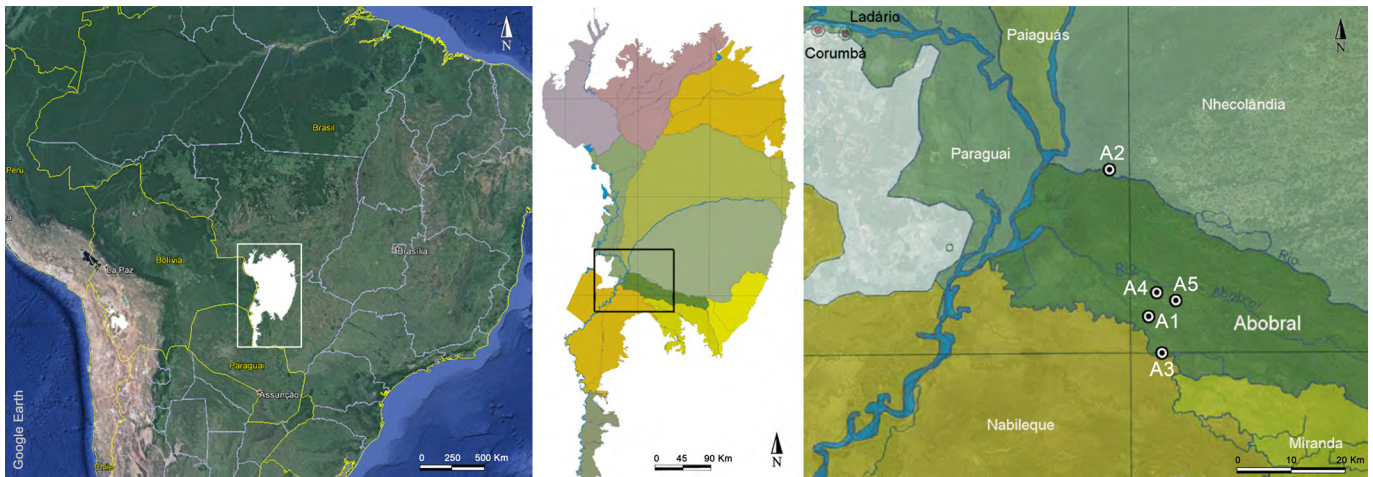 N
Brasil
Peru
Brasília
Bolivia
La Paz
Paraguai
Assunção
Chile
Google Earth
0 250 500 Km
N
0 45 90 Km
Ladário
Corumbá
Paiaguás
N
Nhecolândia
A2
Paraguai
Rio
Rio
A4
A5
Abobral
A1
Abobral
A3
Nabileque
Miranda
0 10 20 Km